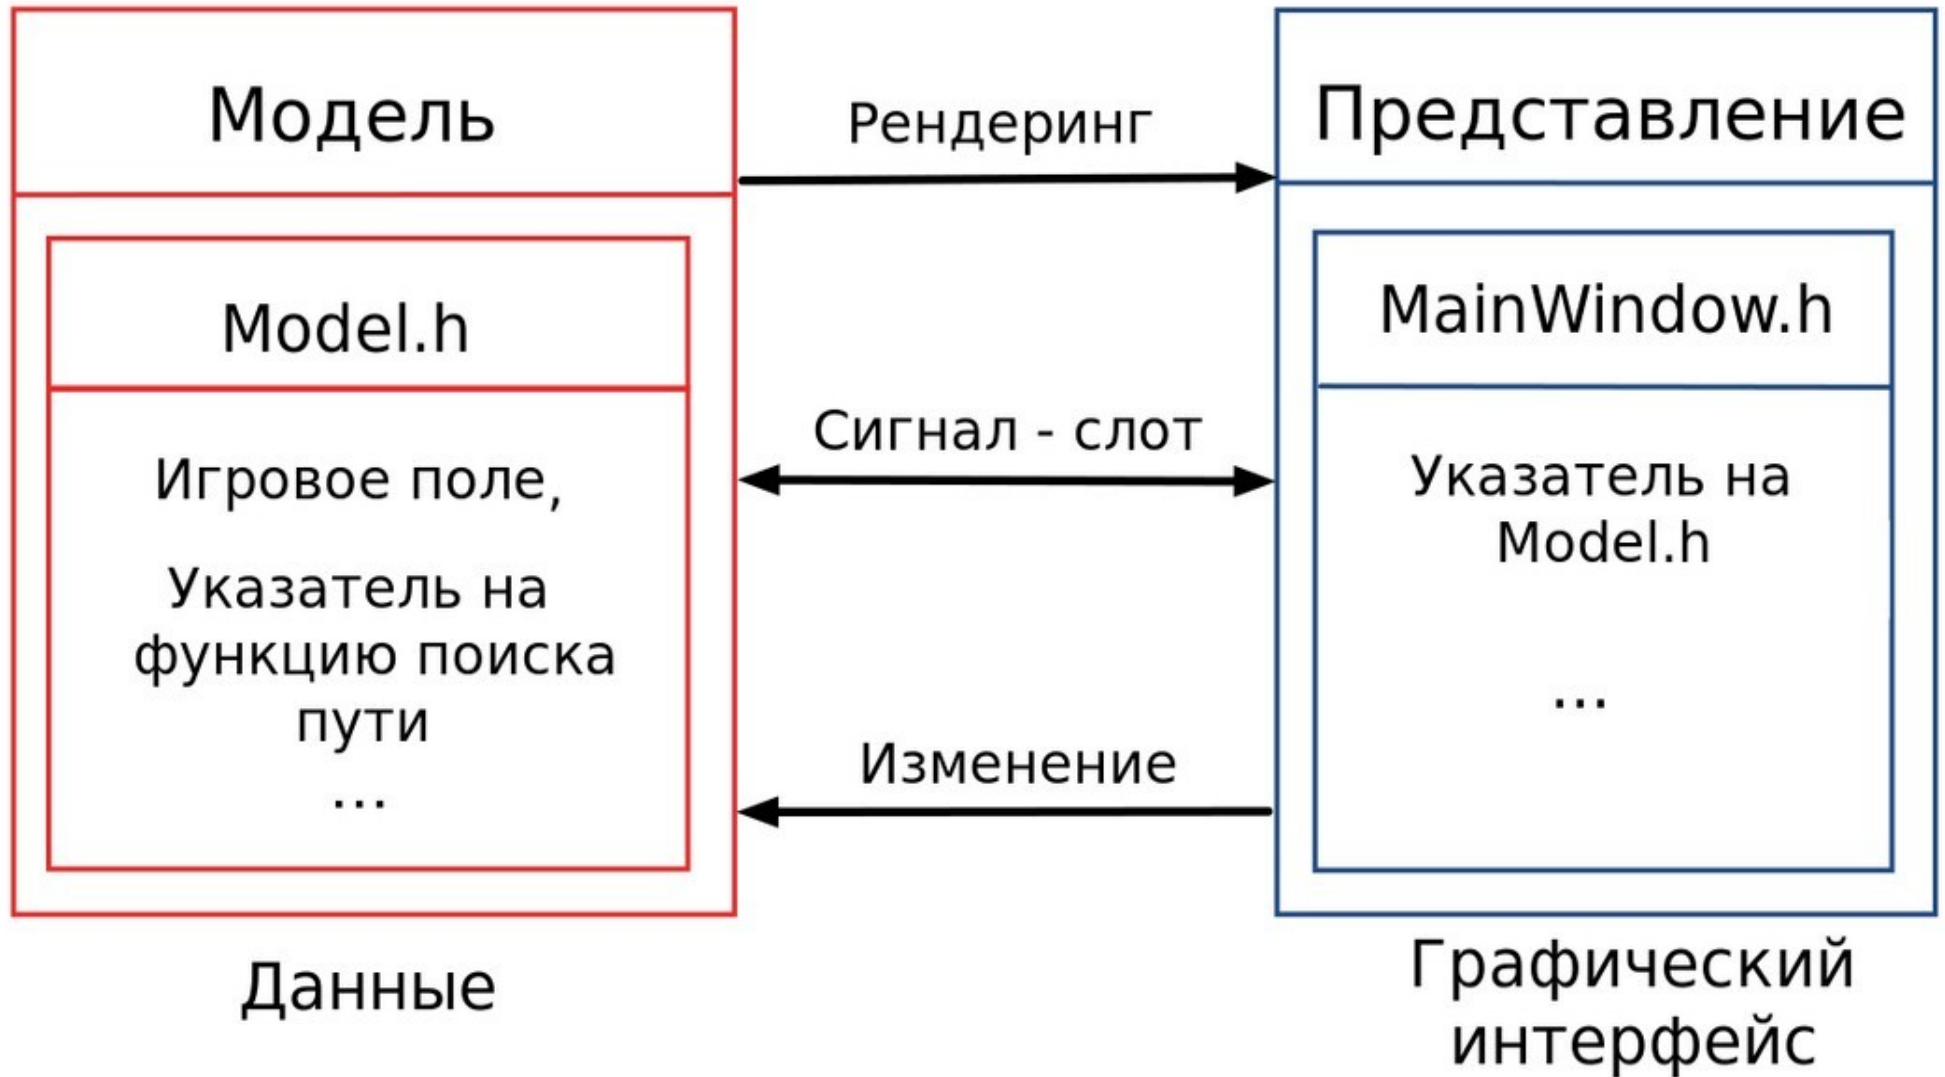 Модель
Model.h
Игровое поле,
Указатель на
функцию поиска
пути
...
Данные
Рендеринг
Сигнал - слот
Изменение
Представление
MainWindow.h
Указатель на
Model.h
...
Графический
интерфейс